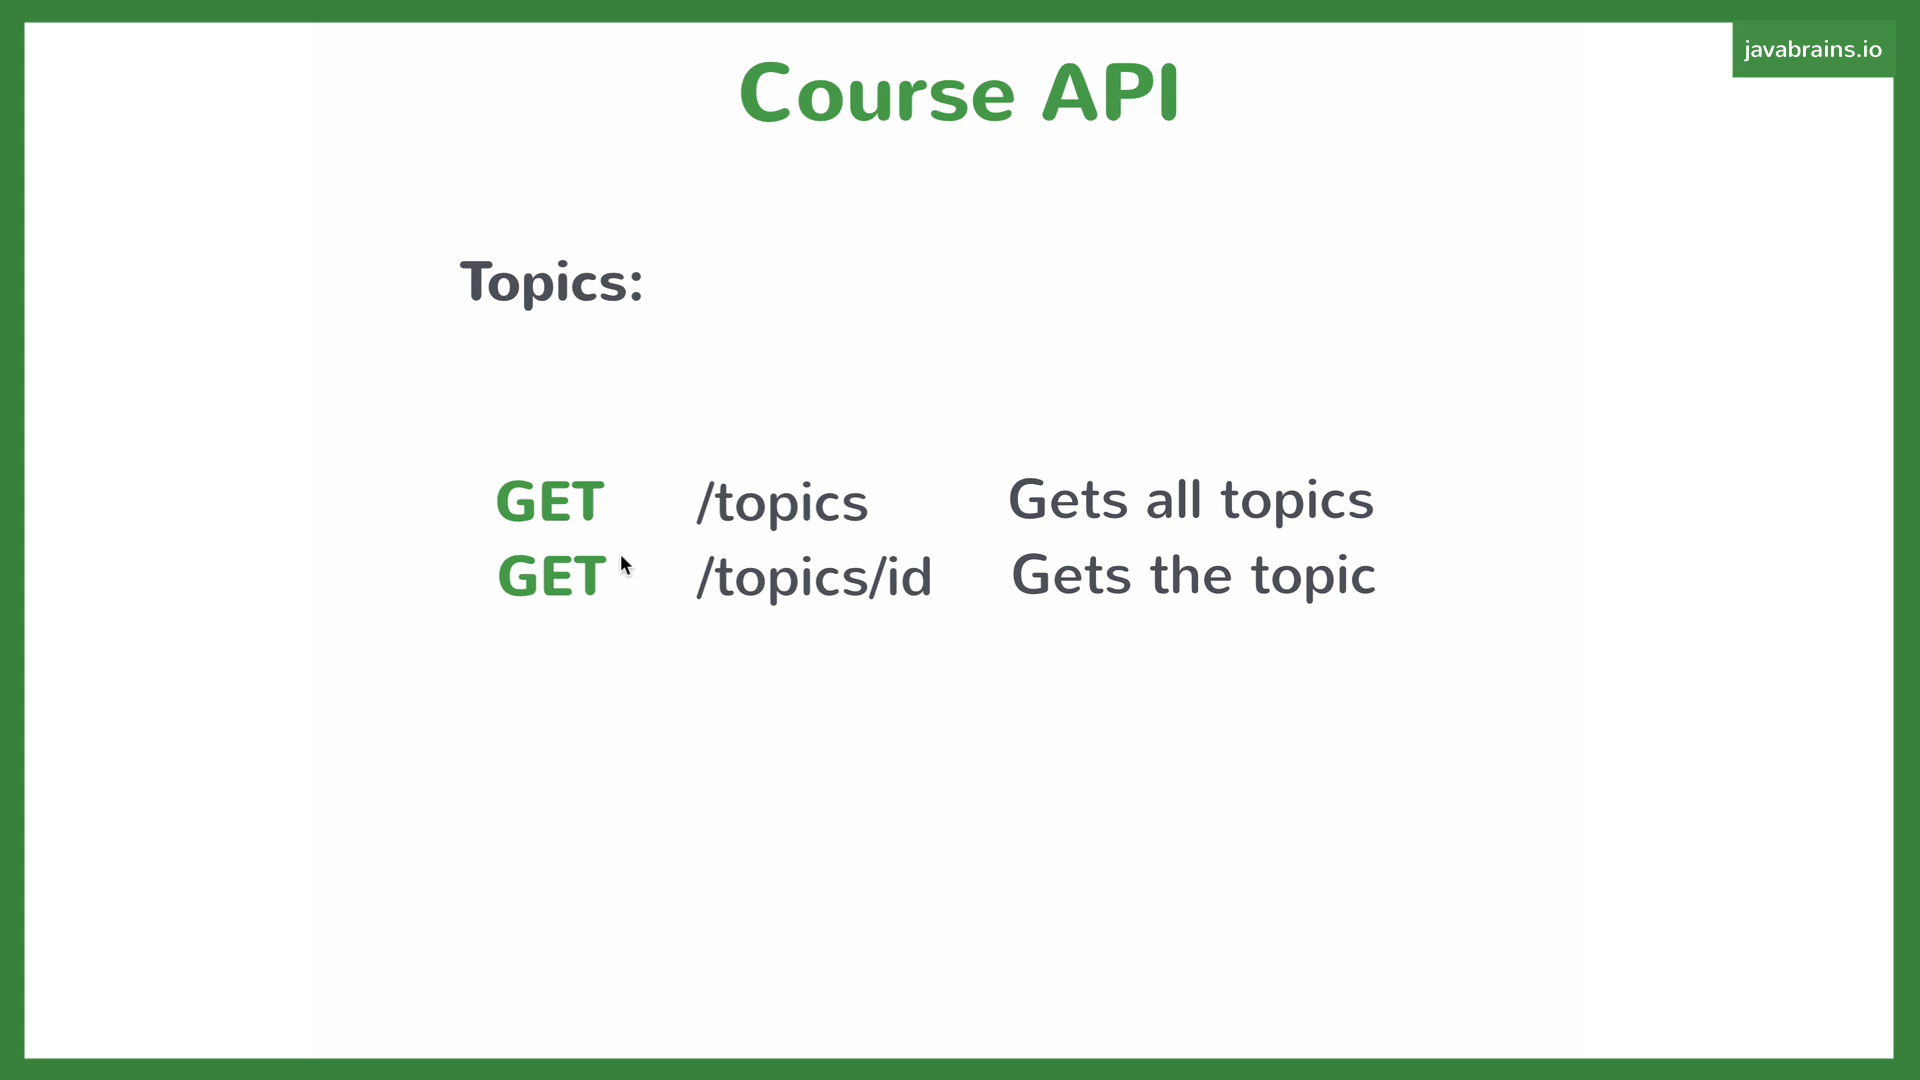 javabrains.io
Course API
Topics:
GET /topics Gets all topics
GET /topics/id Gets the topic